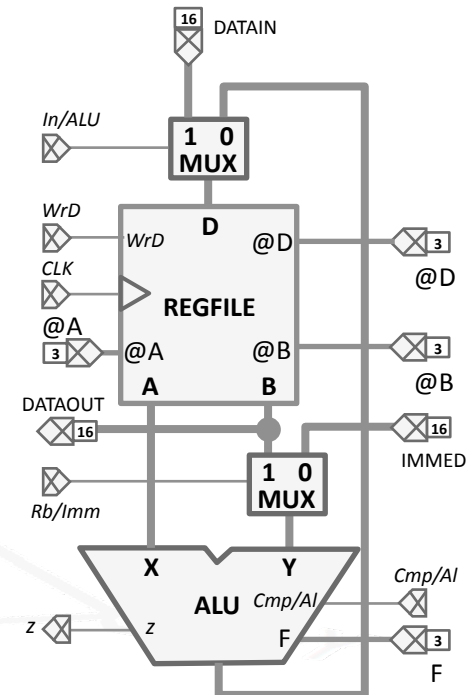 16 DATAIN
In/ALU
1 0
MUX
WrD
WrD
D
@D
3
@D
CLK
REGFILE
@A
3
@A
@B
3
@B
A B
DATAOUT
16
16
IMMED
1 0
MUX
Rb/Imm
X Y
ALU
Cmp/Al
Cmp/Al
z
z
F
3
F